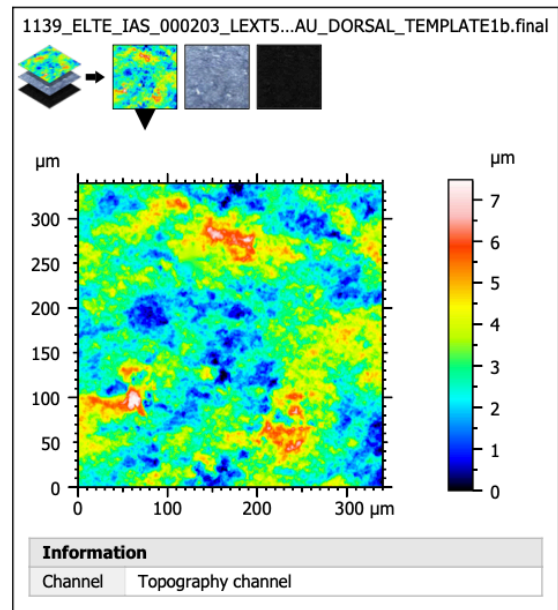 1139_ELTE_IAS_000203_LEXT5...AU_DORSAL_TEMPLATE1b.final
µm
µm
7
6
5
4
3
2
1
0
300
250
200
150
100
50
0
0 100 200 300 µm
Information
Channel Topography channel